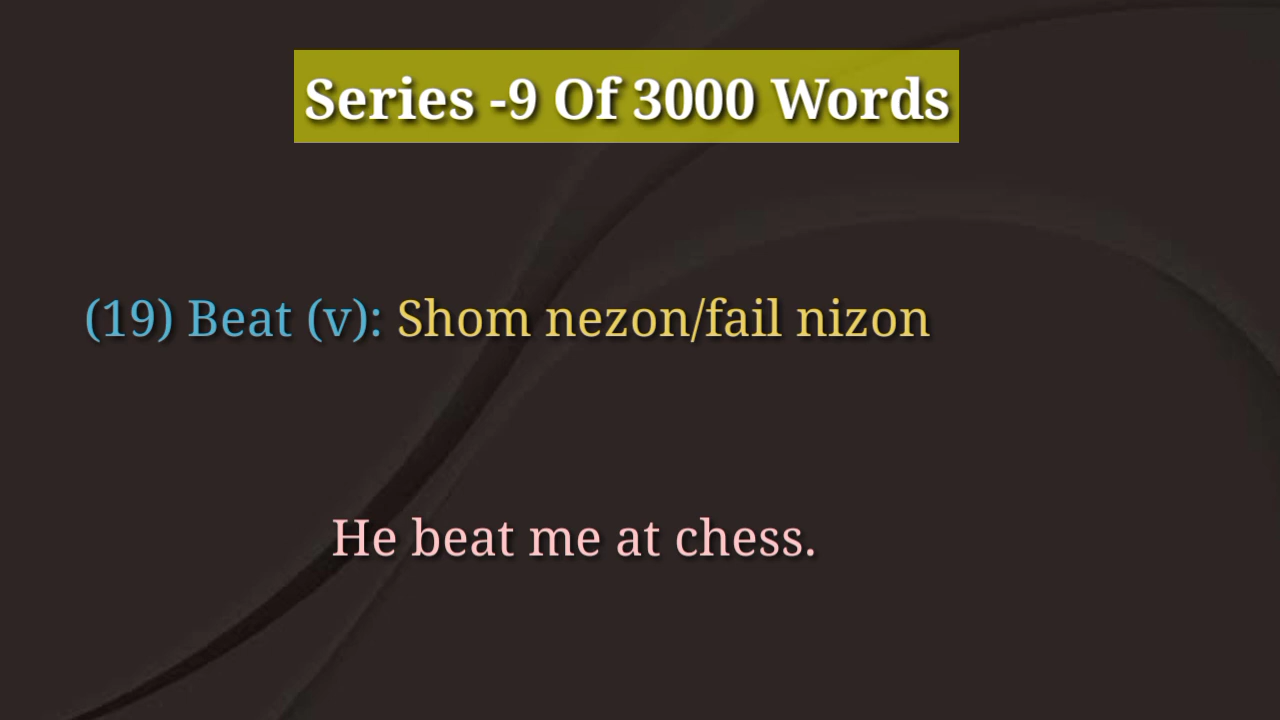 Series -9 Of 3000 Words
(19) Beat (v): Shom nezon/fail nizon
He beat me at chess.